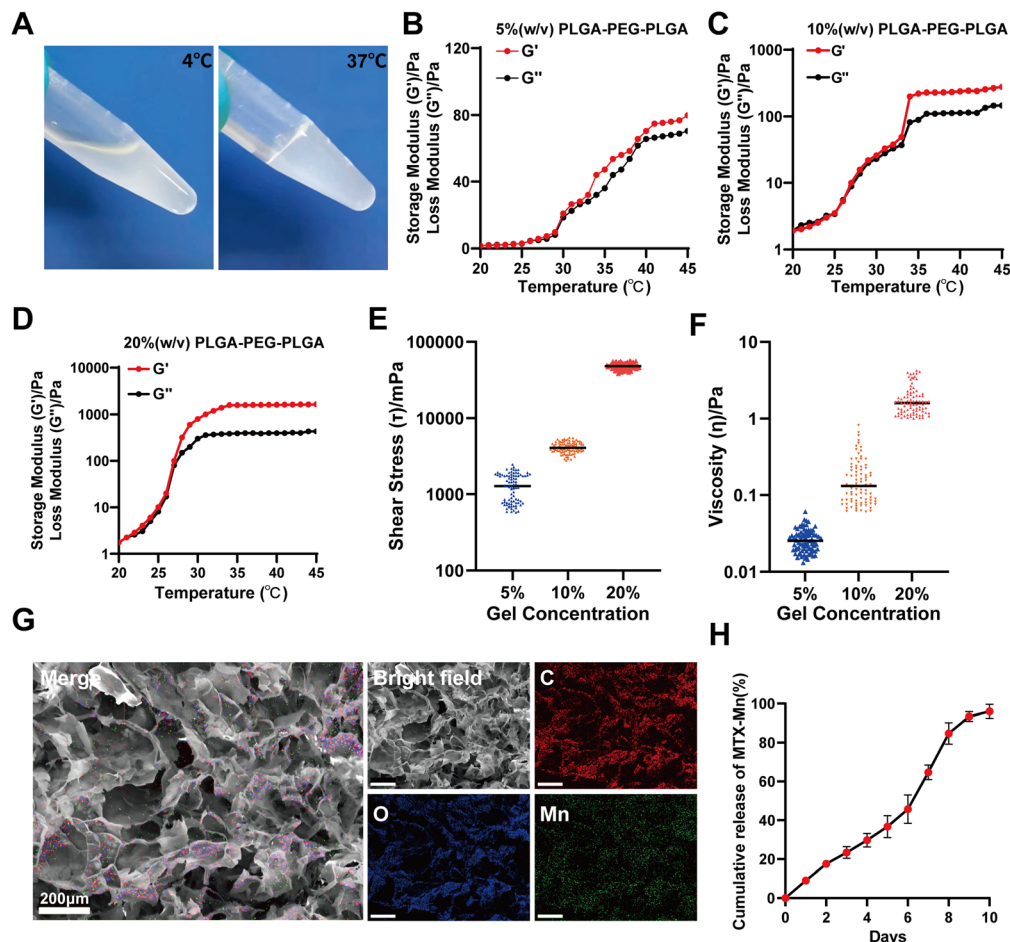 A
4℃
37℃
B
5%(w/v) PLGA-PEG-PLGA
Storage Modulus (G')/Pa
Loss Modulus (G'')/Pa
120
80
40
0
G'
G''
20 25 30 35 40 45
Temperature (℃)
C
10%(w/v) PLGA-PEG-PLGA
Storage Modulus (G')/Pa
Loss Modulus (G'')/Pa
1000
100
10
1
G'
G''
20 25 30 35 40 45
Temperature (℃)
D
20%(w/v) PLGA-PEG-PLGA
Storage Modulus (G')/Pa
Loss Modulus (G'')/Pa
10000
1000
100
10
1
G'
G''
20 25 30 35 40 45
Temperature (℃)
E
Shear Stress (τ)/mPa
100000
10000
1000
100
5% 10% 20%
Gel Concentration
F
Viscosity (η)/Pa
10
1
0.1
0.01
5% 10% 20%
Gel Concentration
G
Merge
200μm
Bright field
C
O
Mn
H
Cumulative release of MTX-Mn(%)
100
80
60
40
20
0
0 2 4 6 8 10
Days